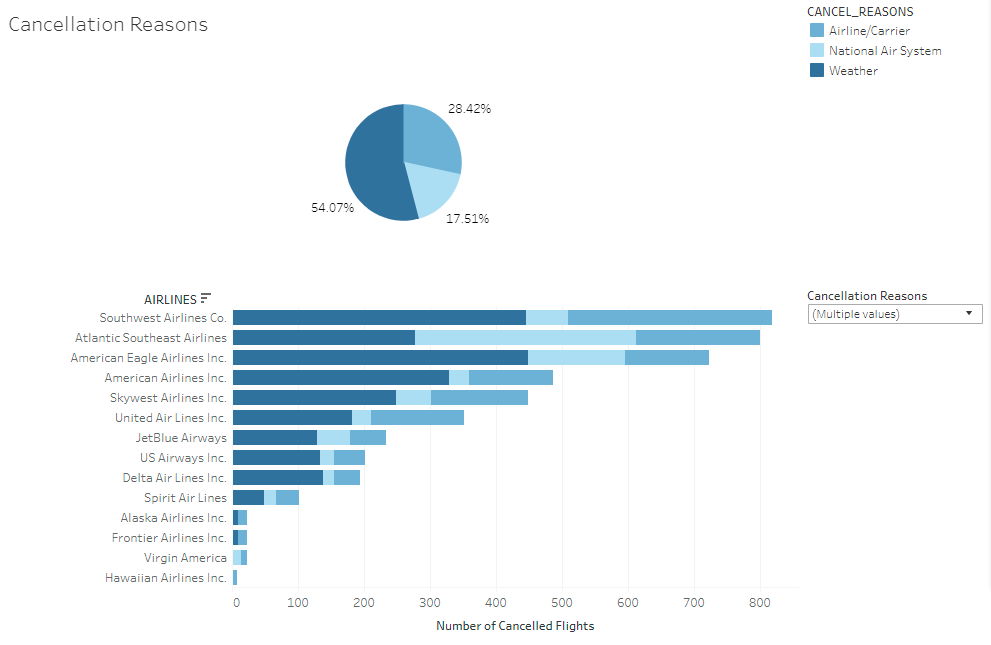 Cancellation Reasons
CANCEL_REASONS
Airline/Carrier
National Air System
Weather
28.42%
54.07%
17.51%
AIRLINES
Cancellation Reasons
(Multiple values)
Southwest Airlines Co.
Atlantic Southeast Airlines
American Eagle Airlines Inc.
American Airlines Inc.
Skywest Airlines Inc.
United Air Lines Inc.
JetBlue Airways
US Airways Inc.
Delta Air Lines Inc.
Spirit Air Lines
Alaska Airlines Inc.
Frontier Airlines Inc.
Virgin America
Hawaiian Airlines Inc.
0 100 200 300 400 500 600 700 800
Number of Cancelled Flights